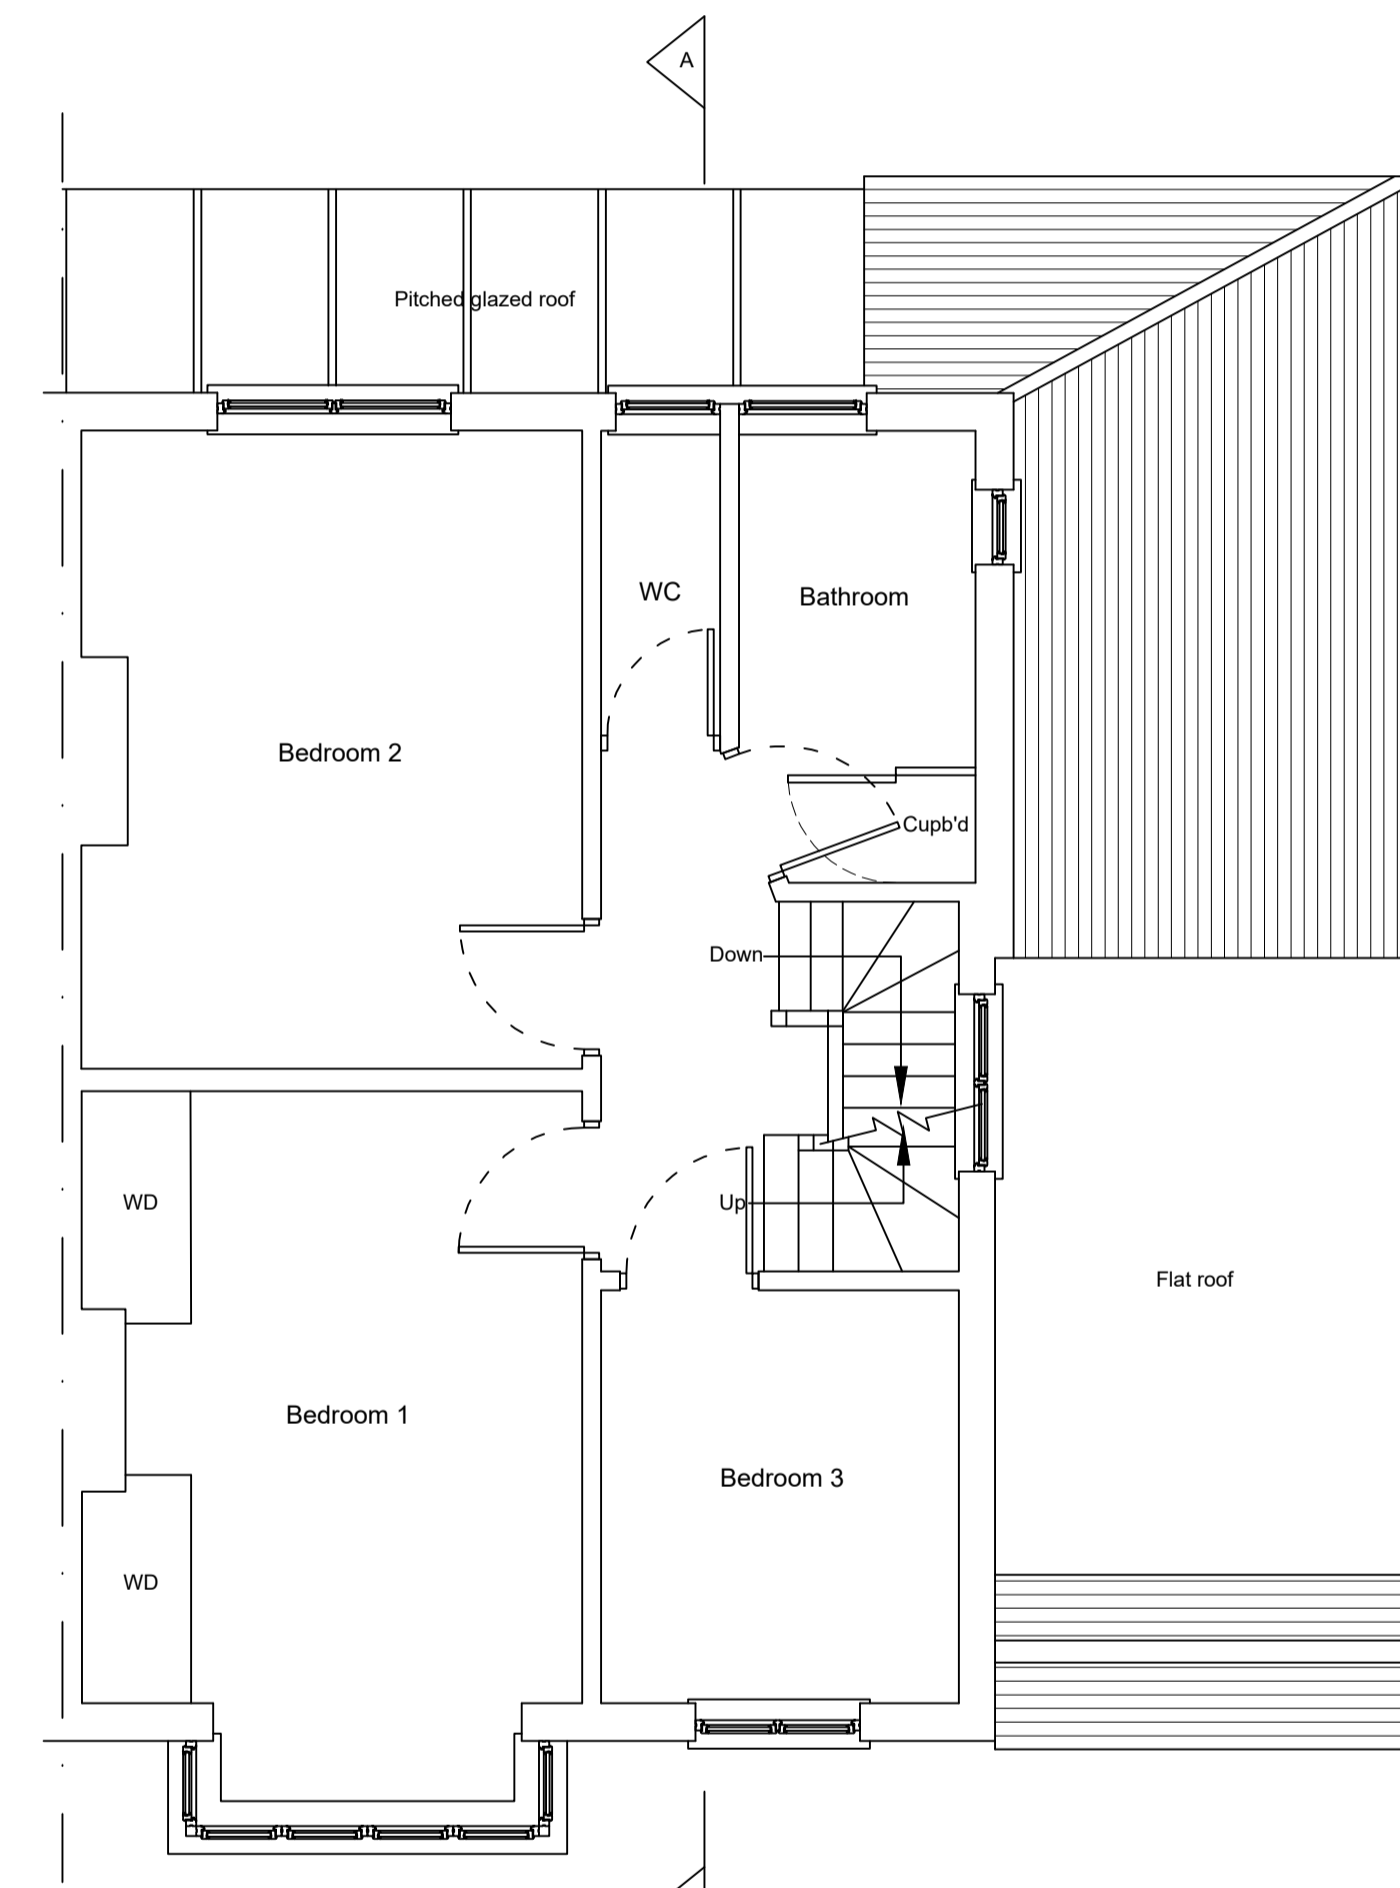 A
Pitched glazed roof
WC
Bathroom
Bedroom 2
Cupb'd
Down
WD
Up
Flat roof
Bedroom 1
Bedroom 3
WD